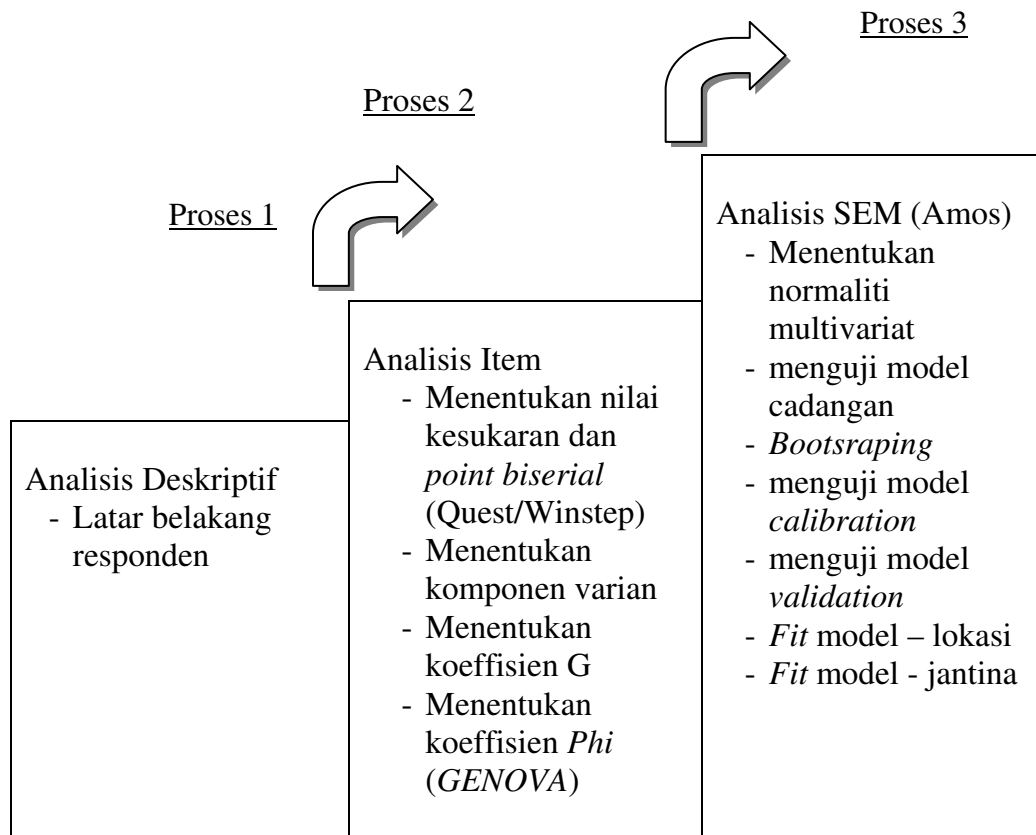 Proses 1
Analisis Deskriptif
- Latar belakang
responden
Proses 2
Analisis Item
- Menentukan nilai
kesukaran dan
point biserial
(Quest/Winstep)
- Menentukan
komponen varian
- Menentukan
koeffisien G
- Menentukan
koeffisien Phi
(GENOVA)
Proses 3
Analisis SEM (Amos)
- Menentukan
normaliti
multivariat
- menguji model
cadangan
- Bootsraping
- menguji model
calibration
- menguji model
validation
- Fit model – lokasi
- Fit model - jantina